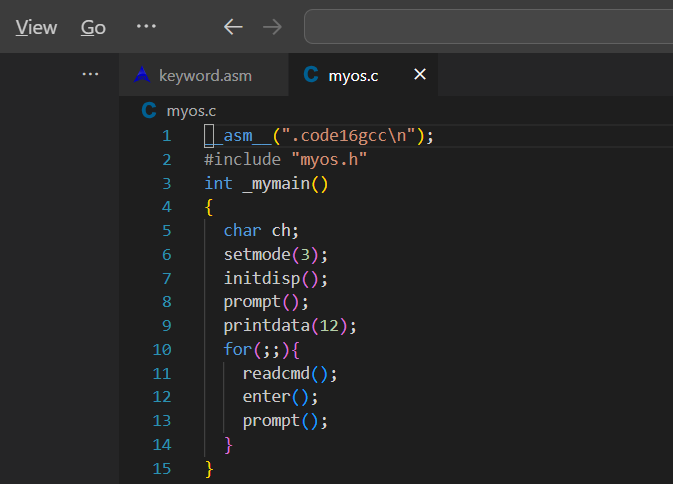 View Go ... ← →
... keyword.asm C myos.c ×
C myos.c
1 __asm__(".code16gcc\n");
2 #include "myos.h"
3 int _mymain()
4 {
5 char ch;
6 setmode(3);
7 initdisp();
8 prompt();
9 printdata(12);
10 for(;;){
11 readcmd();
12 enter();
13 prompt();
14 }
15 }